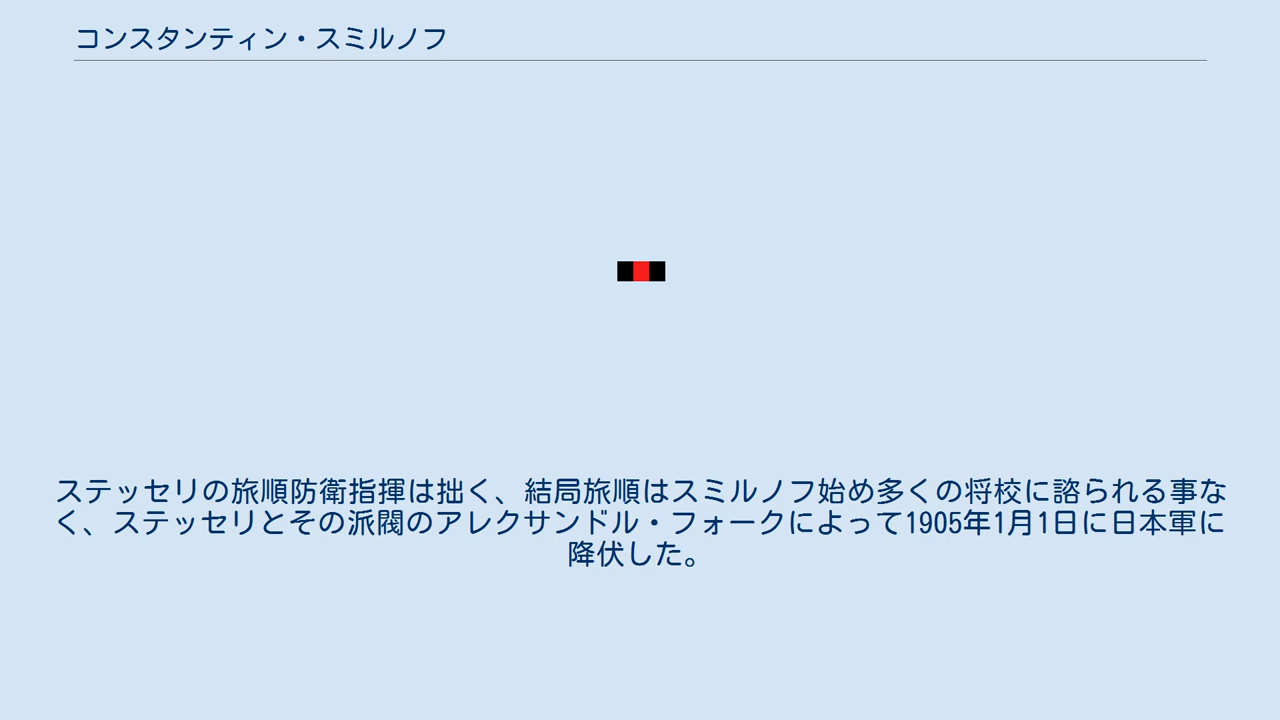 コンスタンティン・スミルノフ
ステッセリの旅順防衛指揮は拙く、結局旅順はスミルノフ始め多くの将校に諮られる事な
く、ステッセリとその派閥のアレクサンドル・フォークによって1905年1月1日に日本軍に
降伏した。